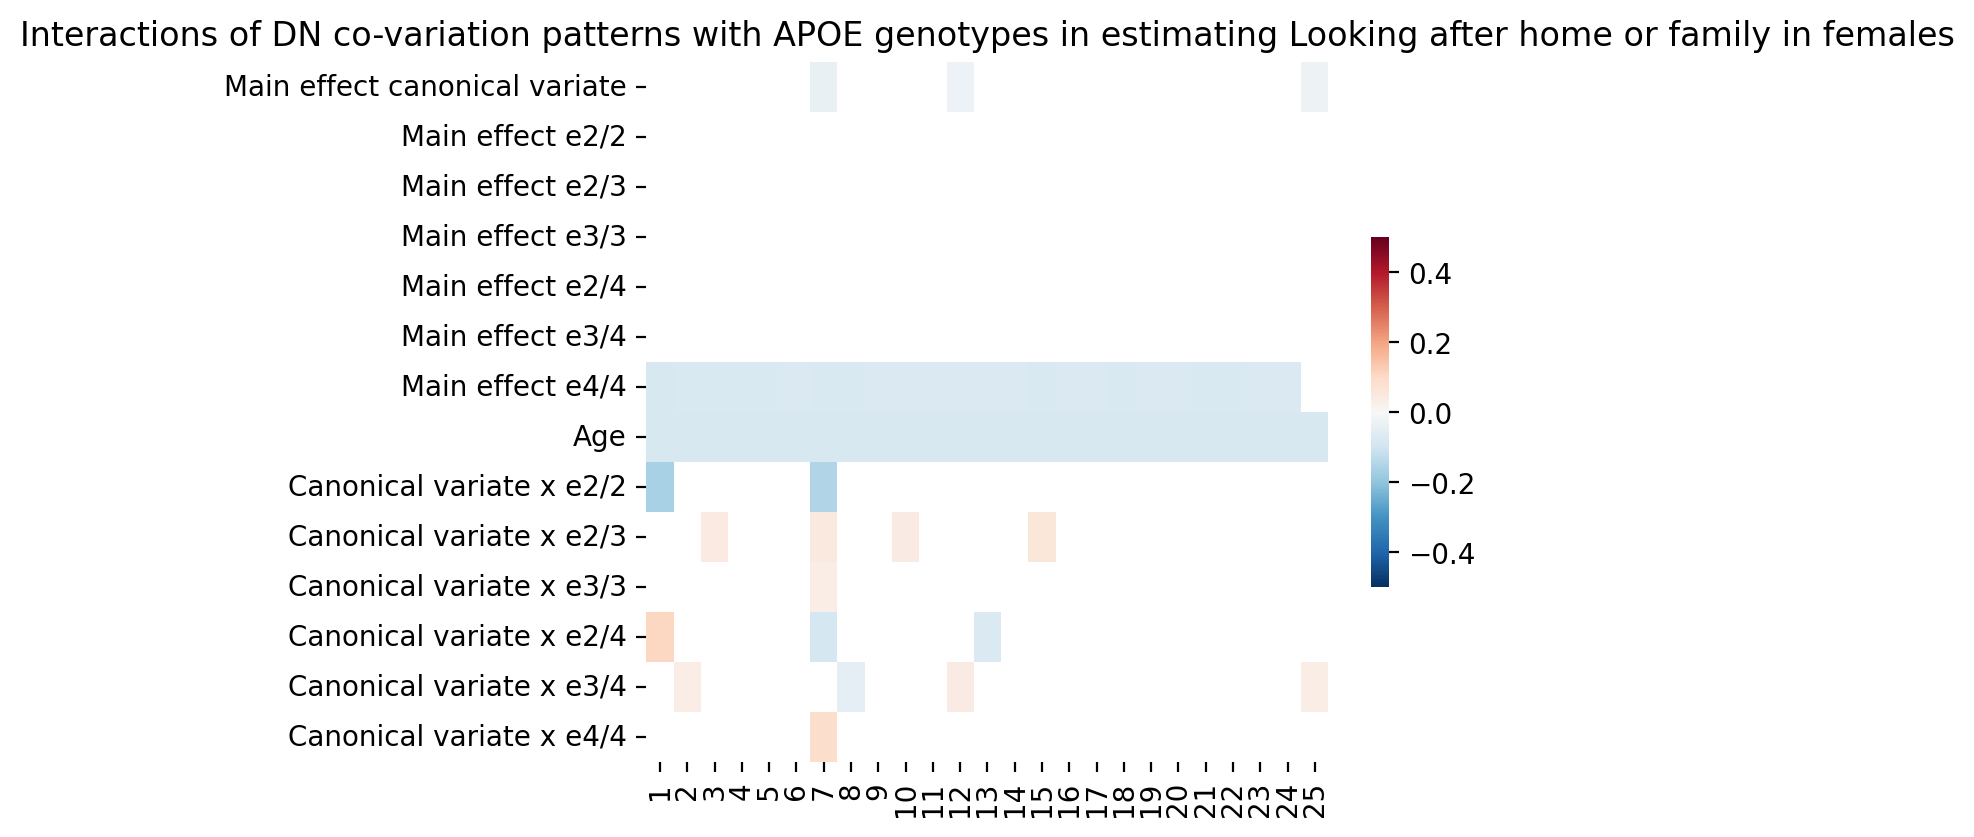 Interactions of DN co-variation patterns with APOE genotypes in estimating Looking after home or family in females
Main effect canonical variate
Main effect e2/2
Main effect e2/3
Main effect e3/3
Main effect e2/4
Main effect e3/4
Main effect e4/4
Age
Canonical variate x e2/2
Canonical variate x e2/3
Canonical variate x e3/3
Canonical variate x e2/4
Canonical variate x e3/4
Canonical variate x e4/4
1 2 3 4 5 6 7 8 9 10 11 12 13 14 15 16 17 18 19 20 21 22 23 24 25
0.4
0.2
0.0
−0.2
−0.4